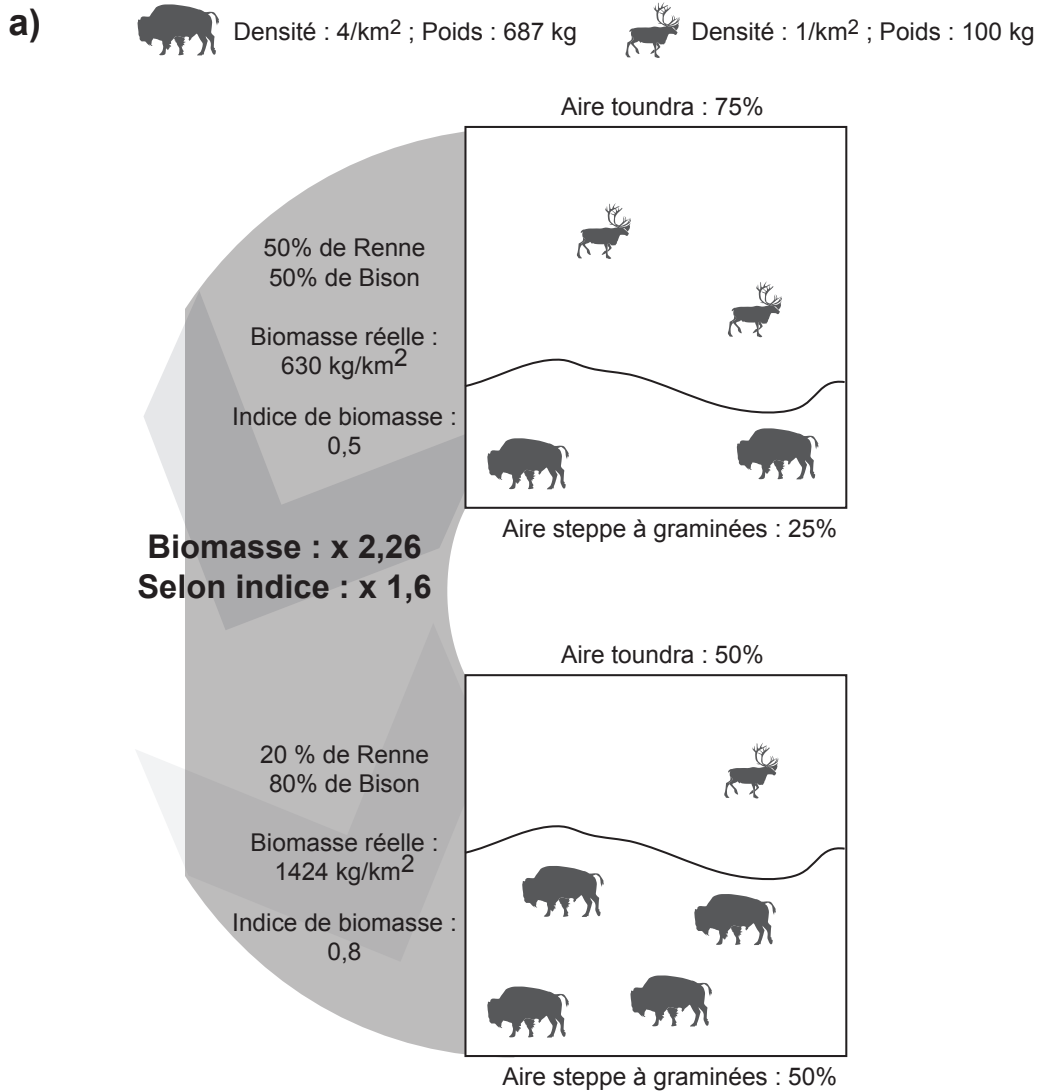 a)
Densité : 4/km² ; Poids : 687 kg
Densité : 1/km² ; Poids : 100 kg
Aire toundra : 75%
50% de Renne
50% de Bison
Biomasse réelle :
630 kg/km²
Indice de biomasse :
0,5
Aire steppe à graminées : 25%
Biomasse : x 2,26
Selon indice : x 1,6
Aire toundra : 50%
20 % de Renne
80% de Bison
Biomasse réelle :
1424 kg/km²
Indice de biomasse :
0,8
Aire steppe à graminées : 50%